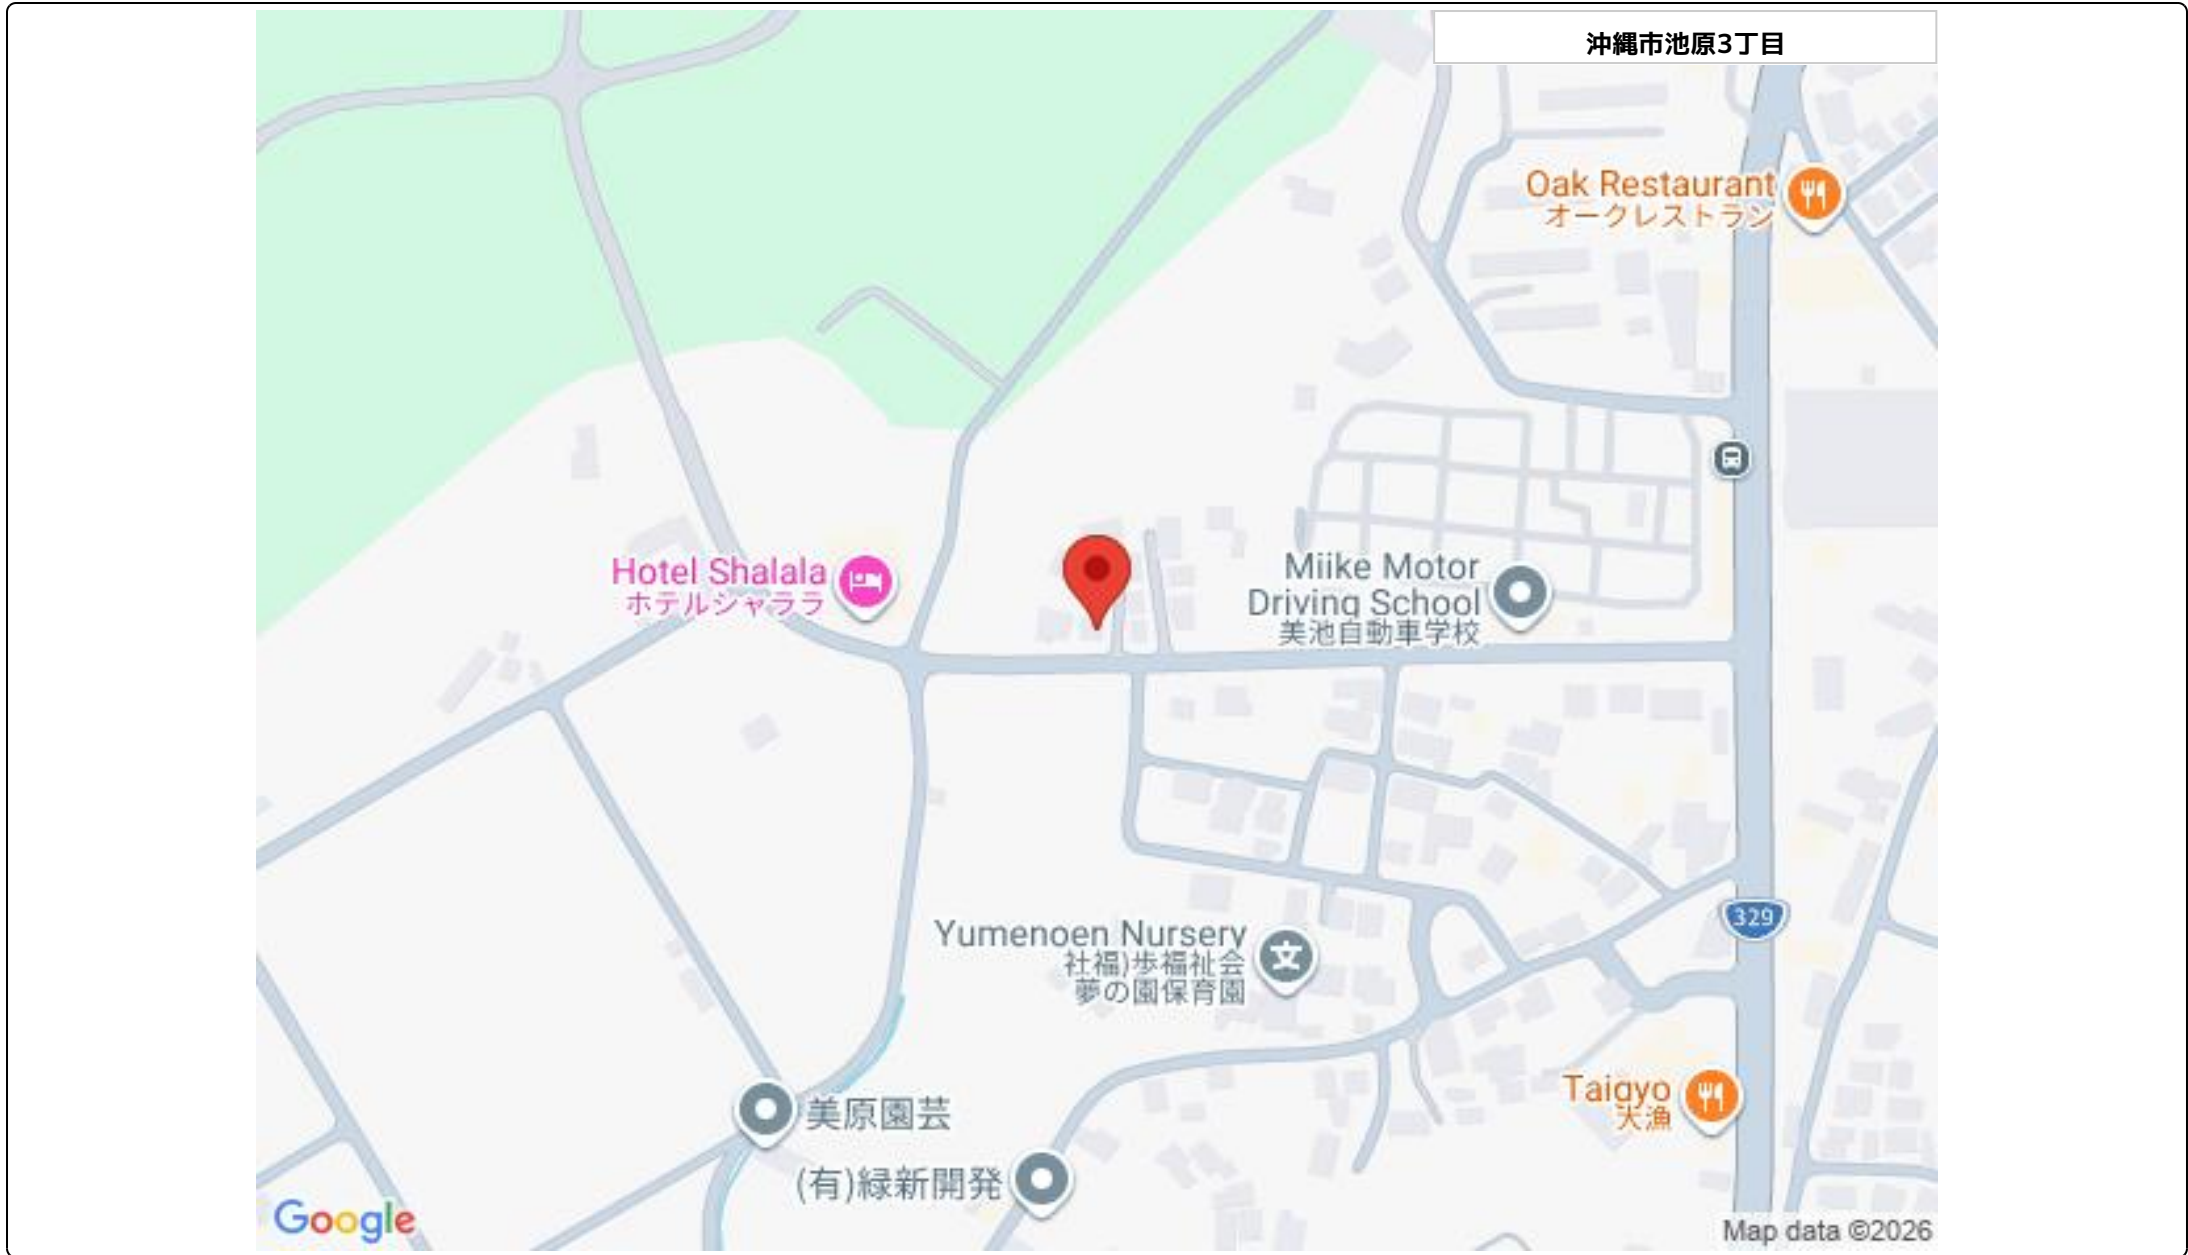 沖縄市池原3丁目
Oak Restaurant
オークレストラン
Hotel Shalala
ホテルシャララ
Miike Motor
Driving School
美池自動車学校
329
Yumenoen Nursery
社福)歩福祉会
夢の園保育園
文
Taigyo
大漁
美原園芸
(有)緑新開発
Google
Map data ©2026